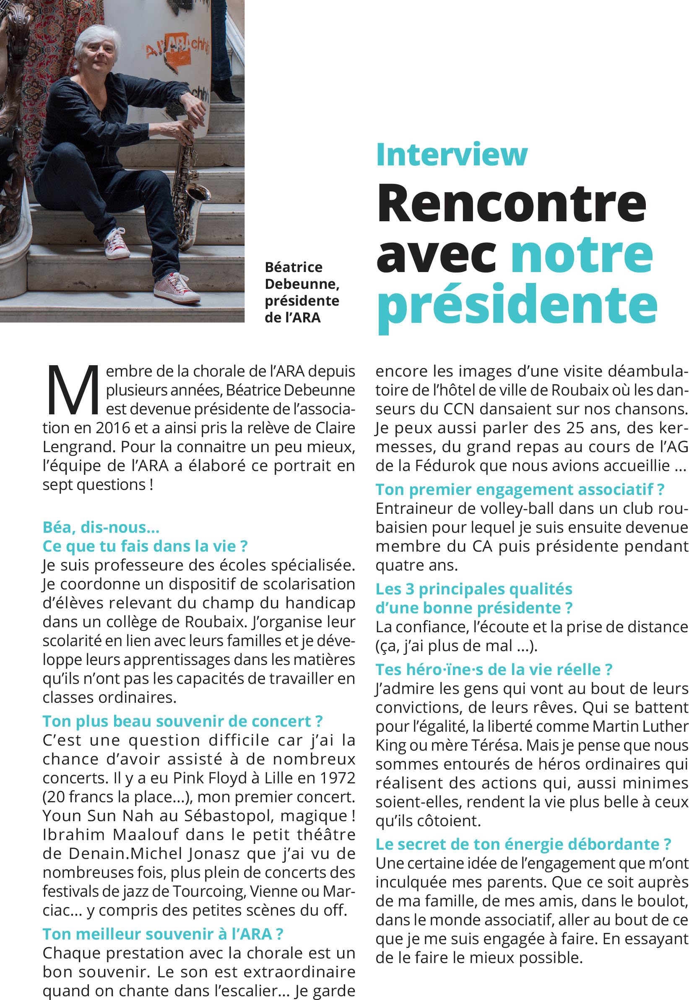 Al'ARAchhh
chhh
Béatrice
Debeunne,
présidente
de l’ARA
Interview
Rencontre
avec notre
présidente
Membre de la chorale de l’ARA depuis
plusieurs années, Béatrice Debeunne
est devenue présidente de l’associa-
tion en 2016 et a ainsi pris la relève de Claire
Lengrand. Pour la connaitre un peu mieux,
l’équipe de l’ARA a élaboré ce portrait en
sept questions !
Béa, dis-nous...
Ce que tu fais dans la vie ?
Je suis professeure des écoles spécialisée.
Je coordonne un dispositif de scolarisation
d’élèves relevant du champ du handicap
dans un collège de Roubaix. J’organise leur
scolarité en lien avec leurs familles et je déve-
loppe leurs apprentissages dans les matières
qu’ils n’ont pas les capacités de travailler en
classes ordinaires.
Ton plus beau souvenir de concert ?
C’est une question difficile car j’ai la
chance d’avoir assisté à de nombreux
concerts. Il y a eu Pink Floyd à Lille en 1972
(20 francs la place...), mon premier concert.
Youn Sun Nah au Sébastopol, magique !
Ibrahim Maalouf dans le petit théâtre
de Denain.Michel Jonasz que j’ai vu de
nombreuses fois, plus plein de concerts des
festivals de jazz de Tourcoing, Vienne ou Mar-
ciac... y compris des petites scènes du off.
Ton meilleur souvenir à l’ARA ?
Chaque prestation avec la chorale est un
bon souvenir. Le son est extraordinaire
quand on chante dans l’escalier... Je garde
encore les images d’une visite déambula-
toire de l’hôtel de ville de Roubaix où les dan-
seurs du CCN dansaient sur nos chansons.
Je peux aussi parler des 25 ans, des ker-
messes, du grand repas au cours de l’AG
de la Fédurok que nous avions accueillie ...
Ton premier engagement associatif ?
Entraineur de volley-ball dans un club rou-
baisien pour lequel je suis ensuite devenue
membre du CA puis présidente pendant
quatre ans.
Les 3 principales qualités
d’une bonne présidente ?
La confiance, l’écoute et la prise de distance
(ça, j’ai plus de mal ...).
Tes héro·ïne·s de la vie réelle ?
J’admire les gens qui vont au bout de leurs
convictions, de leurs rêves. Qui se battent
pour l’égalité, la liberté comme Martin Luther
King ou mère Térésa. Mais je pense que nous
sommes entourés de héros ordinaires qui
réalisent des actions qui, aussi minimes
soient-elles, rendent la vie plus belle à ceux
qu’ils côtoient.
Le secret de ton énergie débordante ?
Une certaine idée de l’engagement que m’ont
inculquée mes parents. Que ce soit auprès
de ma famille, de mes amis, dans le boulot,
dans le monde associatif, aller au bout de ce
que je me suis engagée à faire. En essayant
de le faire le mieux possible.